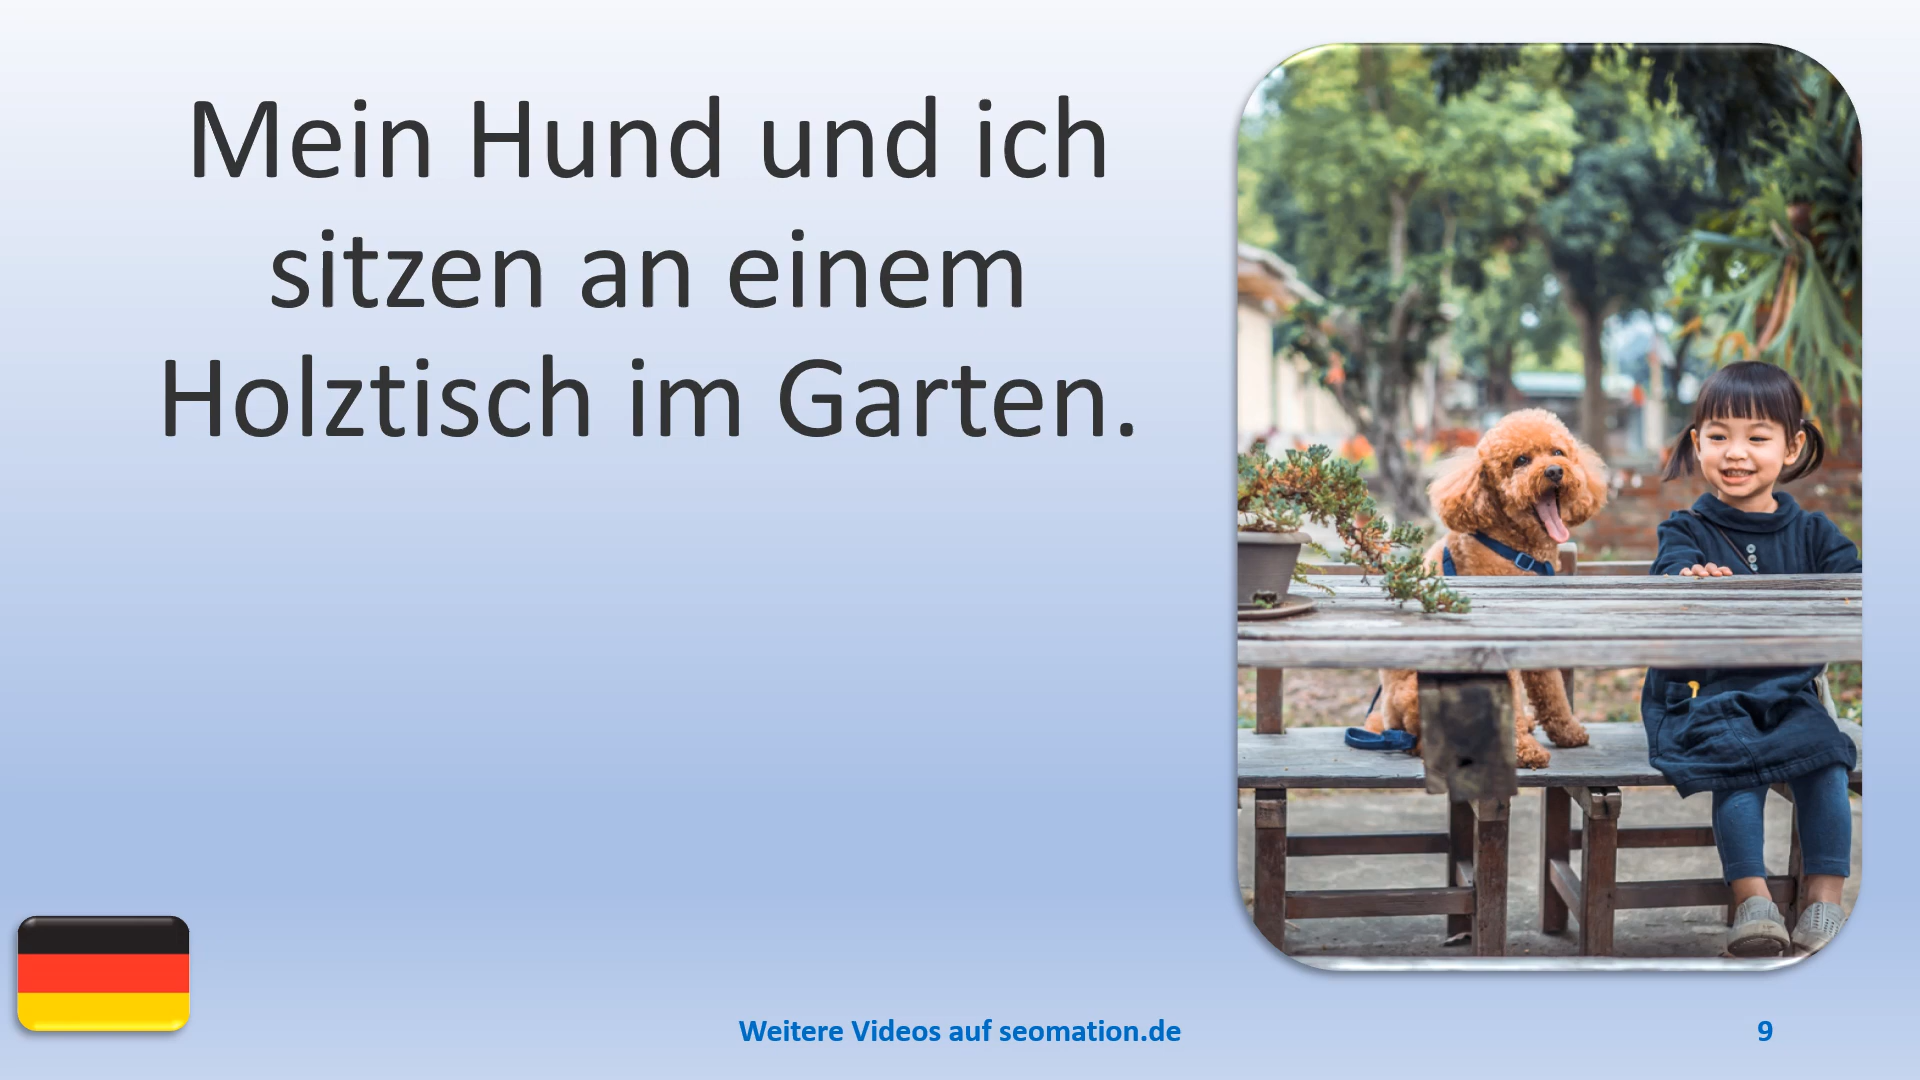 Mein Hund und ich
sitzen an einem
Holztisch im Garten.
Weitere Videos auf seomation.de
9